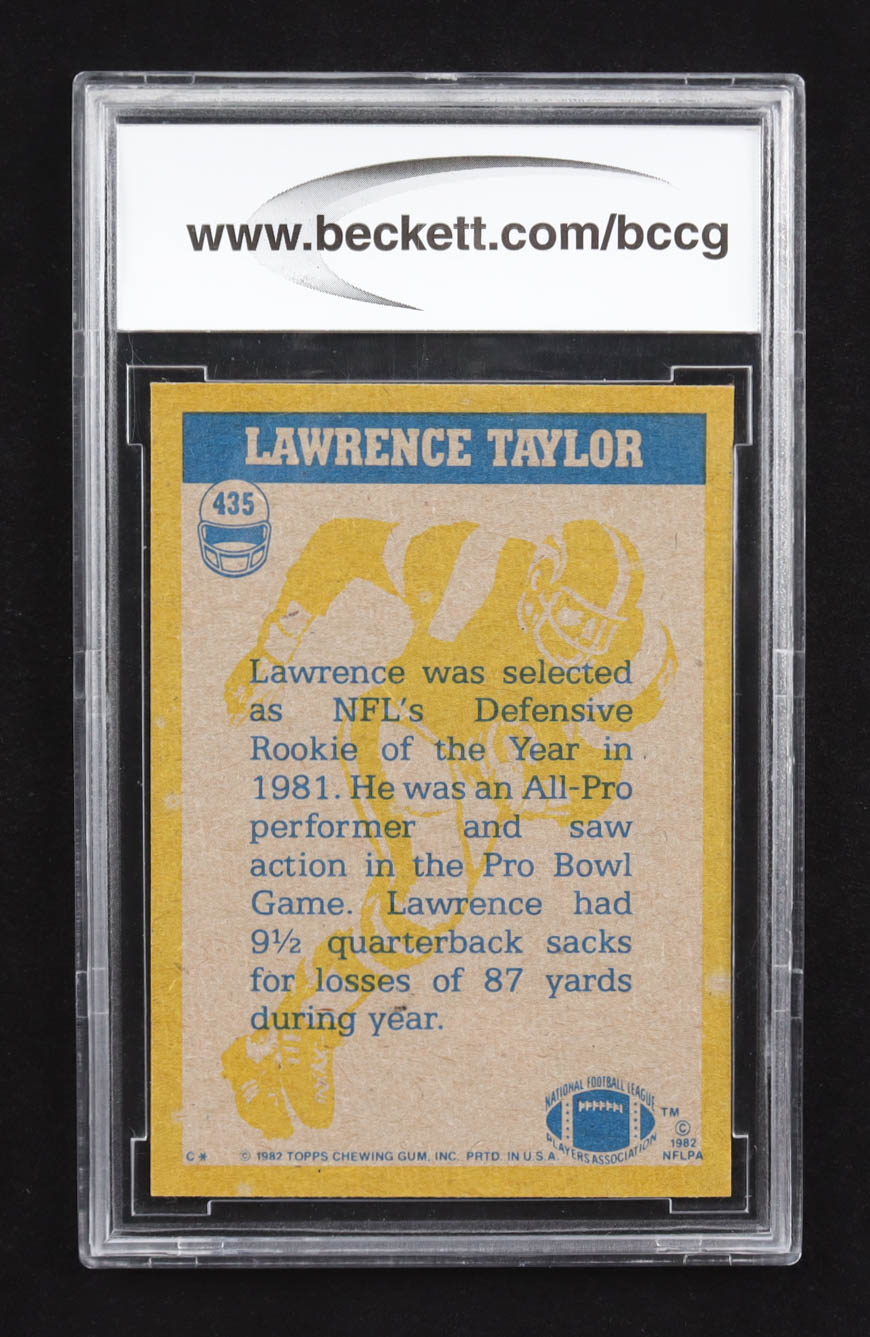 www.beckett.com/bccg
LAWRENCE TAYLOR
435
Lawrence was selected
as NFL's Defensive
Rookie of the Year in
1981. He was an All-Pro
performer and saw
action in the Pro Bowl
Game. Lawrence had
9½ quarterback sacks
for losses of 87 yards
during year.
NATIONAL FOOTBALL LEAGUE
PLAYERS ASSOCIATION
TM
©
1982
NFLPA
C* © 1982 TOPPS CHEWING GUM, INC. PRTD. IN U.S.A.